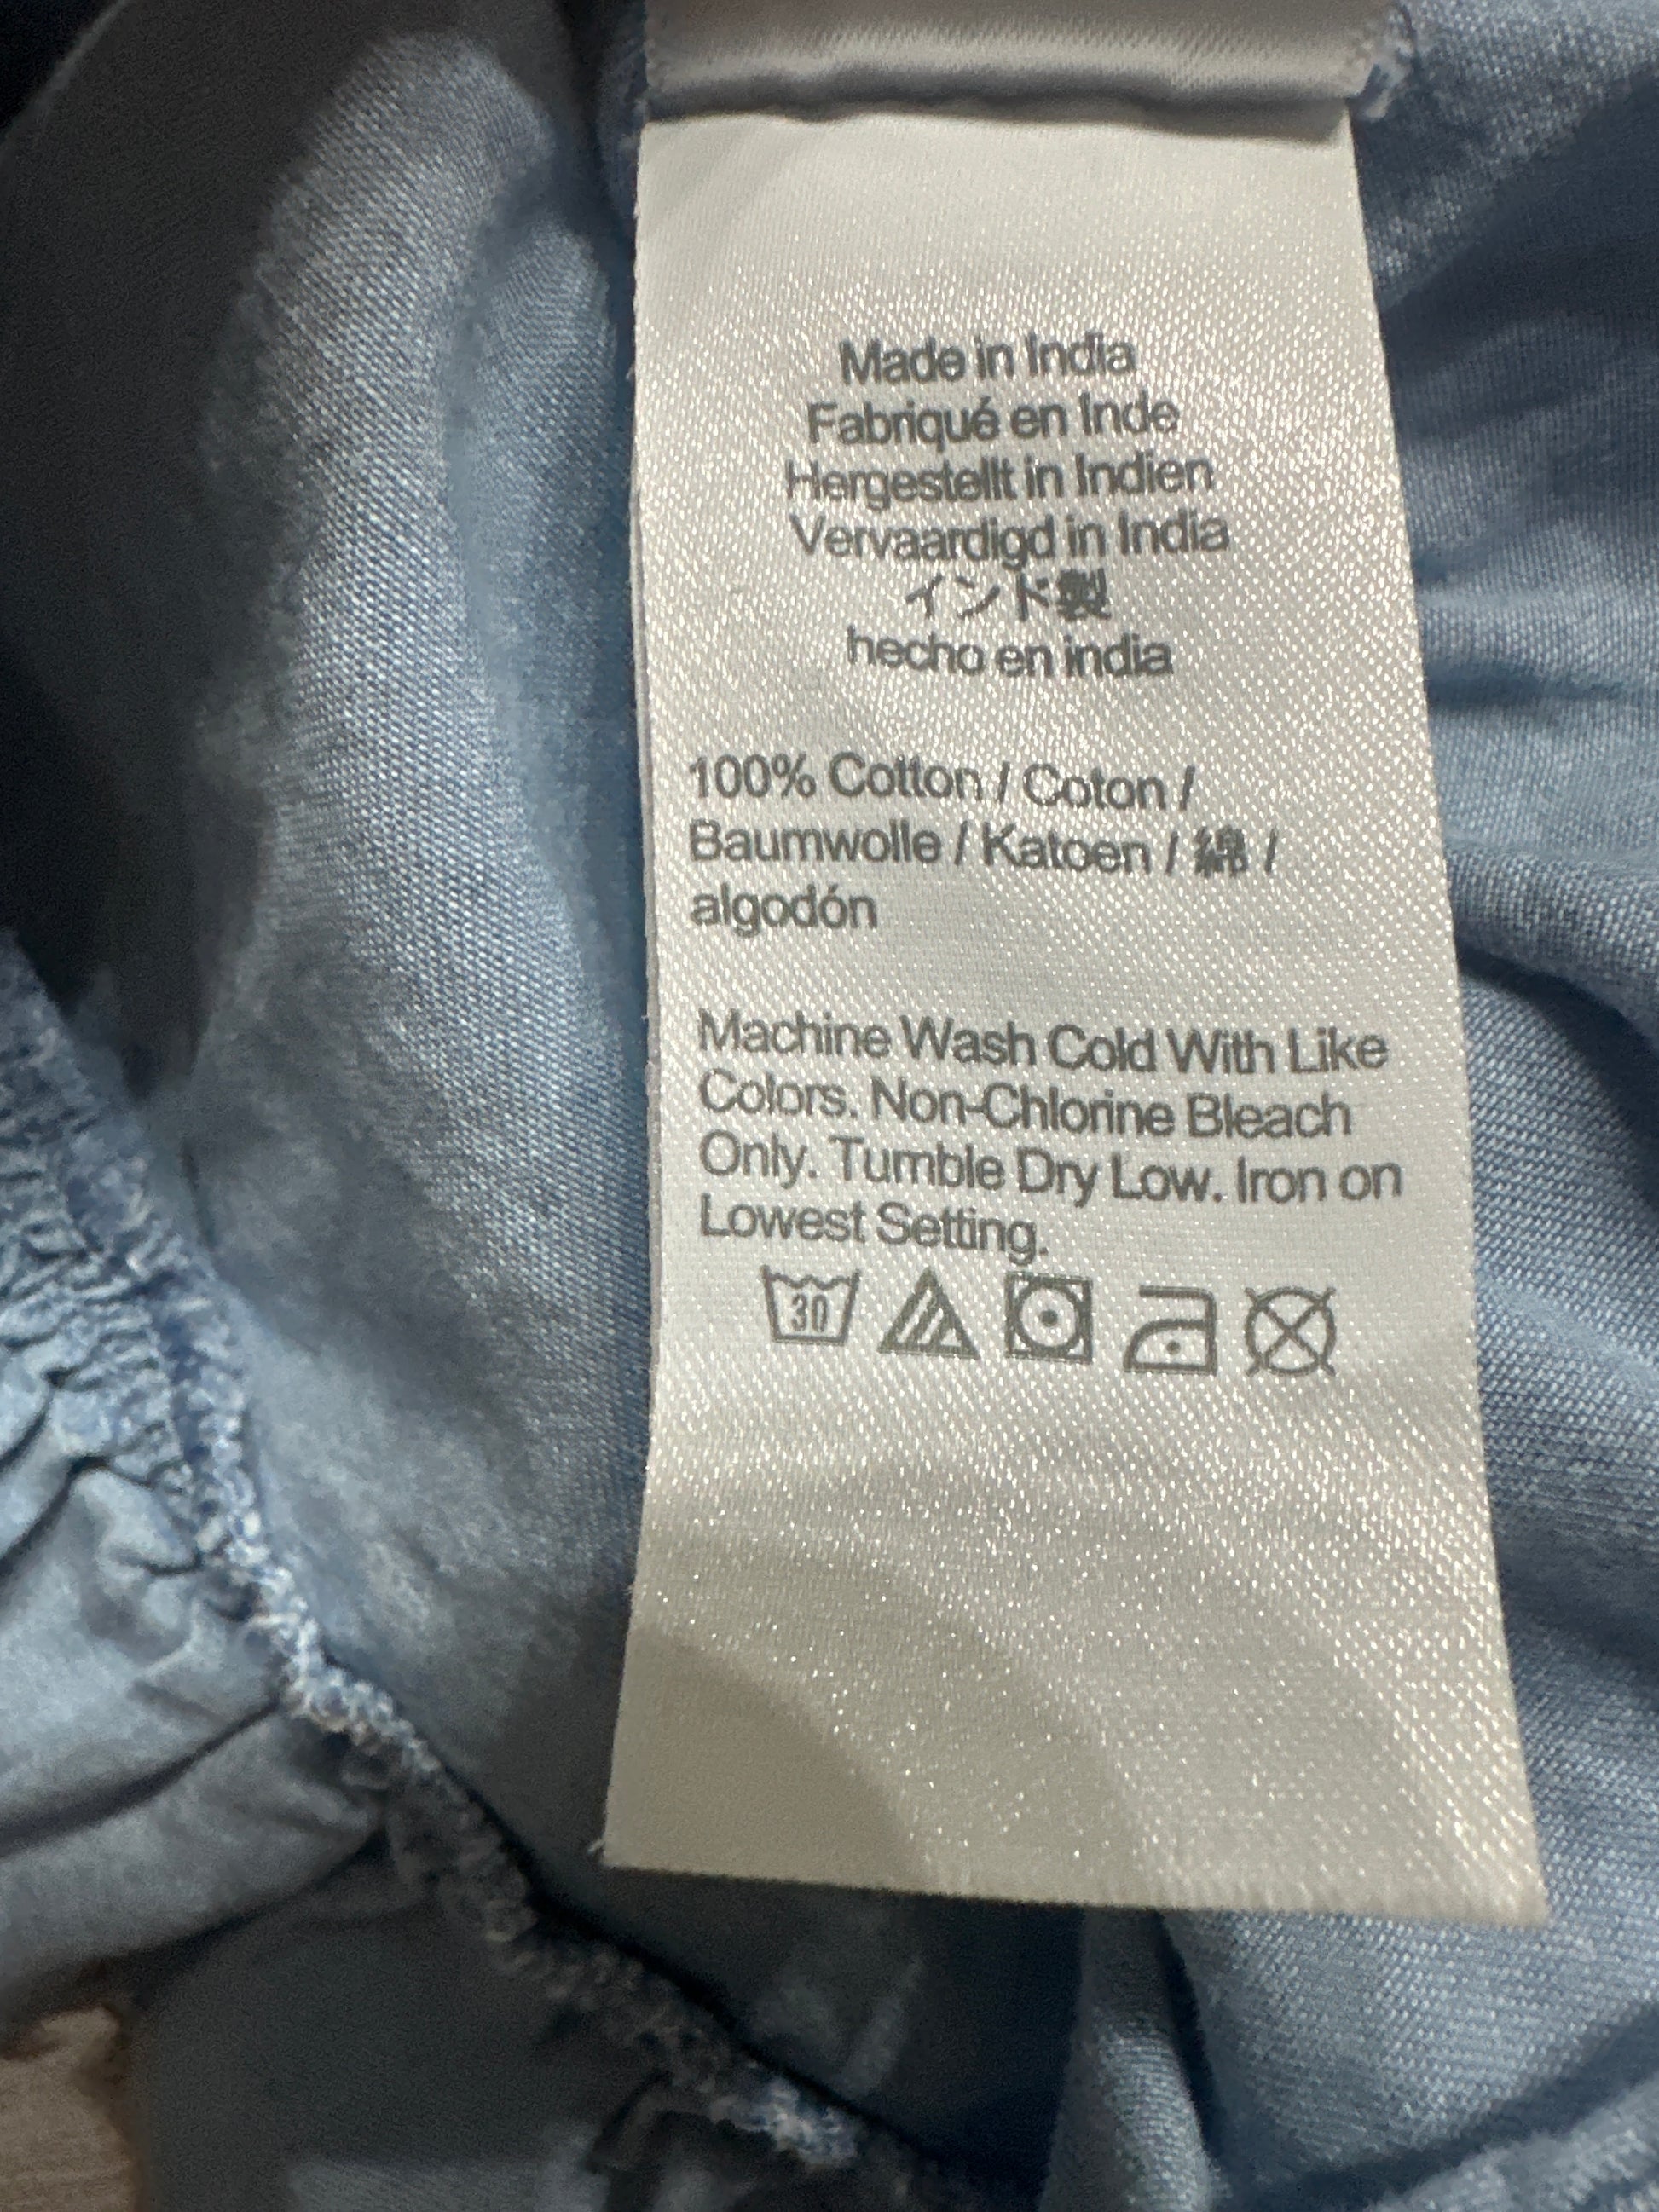 Made in India
Fabriqué en Inde
Hergestellt in Indien
Vervaardigd in India
インド製
hecho en india
100% Cotton / Coton /
Baumwolle / Katoen / 綿 /
algodón
Machine Wash Cold With Like
Colors. Non-Chlorine Bleach
Only. Tumble Dry Low. Iron on
Lowest Setting.
30